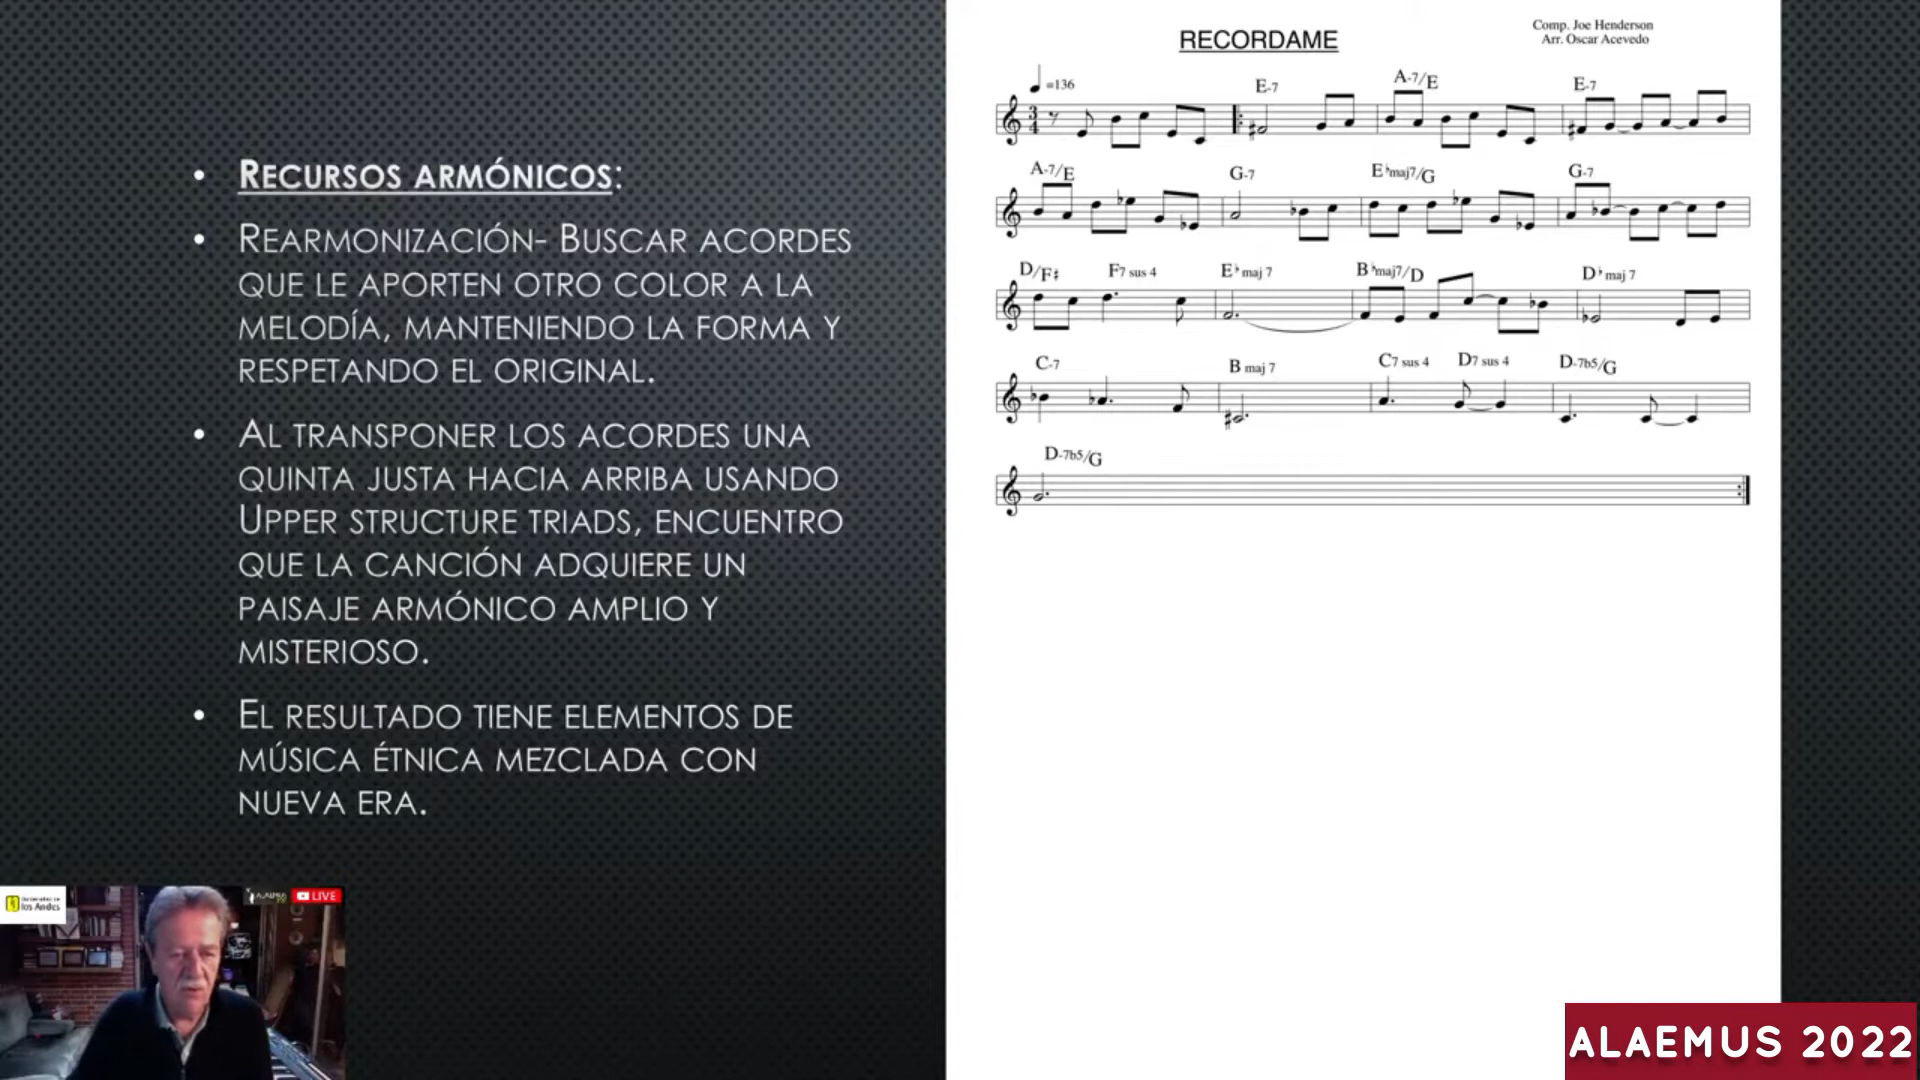 • RECURSOS ARMÓNICOS:
• REARMONIZACIÓN- BUSCAR ACORDES
QUE LE APORTEN OTRO COLOR A LA
MELODÍA, MANTENIENDO LA FORMA Y
RESPETANDO EL ORIGINAL.
• AL TRANSPONER LOS ACORDES UNA
QUINTA JUSTA HACIA ARRIBA USANDO
UPPER STRUCTURE TRIADS, ENCUENTRO
QUE LA CANCIÓN ADQUIERE UN
PAISAJE ARMÓNICO AMPLIO Y
MISTERIOSO.
• EL RESULTADO TIENE ELEMENTOS DE
MÚSICA ÉTNICA MEZCLADA CON
NUEVA ERA.
los Andes
LIVE
RECORDAME
Comp. Joe Henderson
Arr. Oscar Acevedo
=136 E-7 A-7/E E-7
3
4
A-7/E G-7 E♭maj7/G G-7
D/F♯ F7 sus 4 E♭maj 7 B♭maj7/D D♭maj 7
C-7 B maj 7 C7 sus 4 D7 sus 4 D-7b5/G
D-7b5/G
ALAEMUS 2022